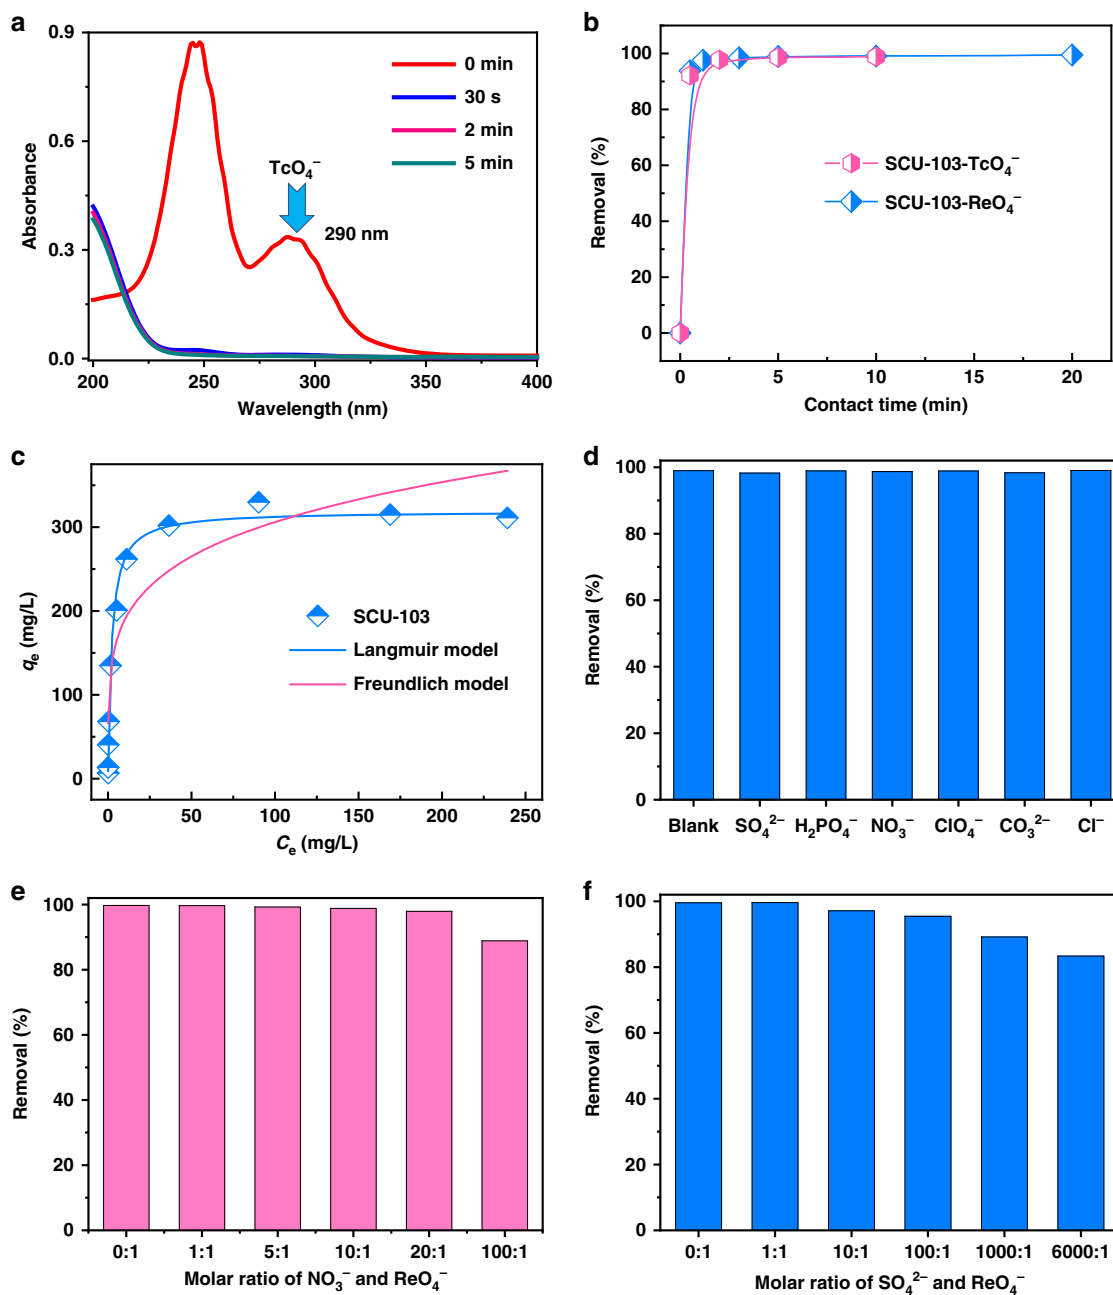 a
0.9
0.6
0.3
0.0
Absorbance
200
250
300
350
400
Wavelength (nm)
0 min
30 s
2 min
5 min
TcO₄⁻
290 nm
b
100
80
60
40
20
0
Removal (%)
0
5
10
15
20
Contact time (min)
SCU-103-TcO₄⁻
SCU-103-ReO₄⁻
c
300
200
100
0
qₑ (mg/L)
0
50
100
150
200
250
Cₑ (mg/L)
SCU-103
Langmuir model
Freundlich model
d
100
80
60
40
20
0
Removal (%)
Blank
SO₄²⁻
H₂PO₄⁻
NO₃⁻
ClO₄⁻
CO₃²⁻
Cl⁻
e
100
80
60
40
20
0
Removal (%)
0:1
1:1
5:1
10:1
20:1
100:1
Molar ratio of NO₃⁻ and ReO₄⁻
f
100
80
60
40
20
0
Removal (%)
0:1
1:1
10:1
100:1
1000:1
6000:1
Molar ratio of SO₄²⁻ and ReO₄⁻